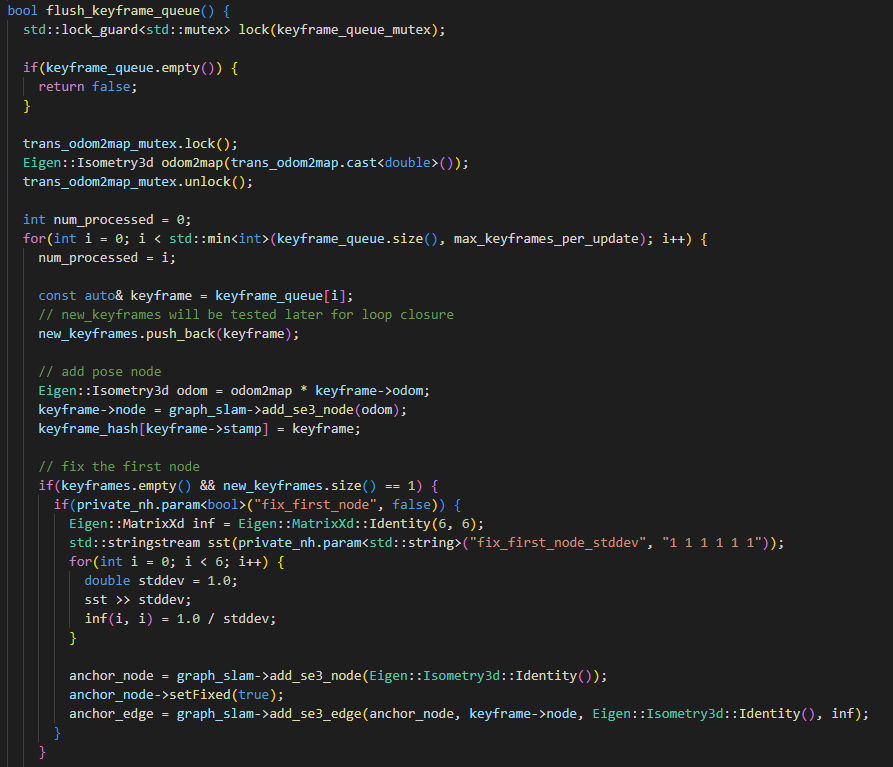 bool flush_keyframe_queue() {
  std::lock_guard<std::mutex> lock(keyframe_queue_mutex);

  if(keyframe_queue.empty()) {
    return false;
  }

  trans_odom2map_mutex.lock();
  Eigen::Isometry3d odom2map(trans_odom2map.cast<double>());
  trans_odom2map_mutex.unlock();

  int num_processed = 0;
  for(int i = 0; i < std::min<int>(keyframe_queue.size(), max_keyframes_per_update); i++) {
    num_processed = i;

    const auto& keyframe = keyframe_queue[i];
    // new_keyframes will be tested later for loop closure
    new_keyframes.push_back(keyframe);

    // add pose node
    Eigen::Isometry3d odom = odom2map * keyframe->odom;
    keyframe->node = graph_slam->add_se3_node(odom);
    keyframe_hash[keyframe->stamp] = keyframe;

    // fix the first node
    if(keyframes.empty() && new_keyframes.size() == 1) {
      if(private_nh.param<bool>("fix_first_node", false)) {
        Eigen::MatrixXd inf = Eigen::MatrixXd::Identity(6, 6);
        std::stringstream sst(private_nh.param<std::string>("fix_first_node_stddev", "1 1 1 1 1 1"));
        for(int i = 0; i < 6; i++) {
          double stddev = 1.0;
          sst >> stddev;
          inf(i, i) = 1.0 / stddev;
        }

        anchor_node = graph_slam->add_se3_node(Eigen::Isometry3d::Identity());
        anchor_node->setFixed(true);
        anchor_edge = graph_slam->add_se3_edge(anchor_node, keyframe->node, Eigen::Isometry3d::Identity(), inf);
      }
    }